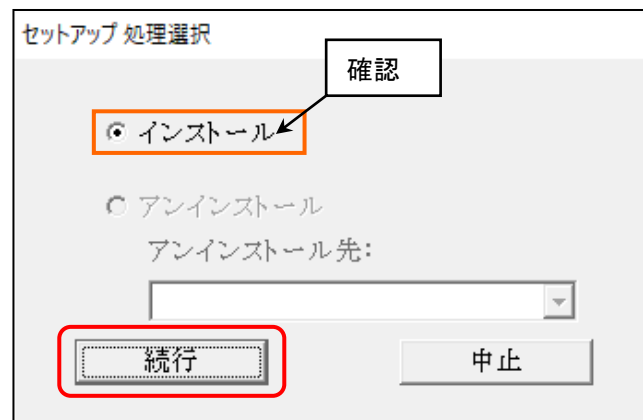 セットアップ 処理選択
確認
インストール
アンインストール
アンインストール先:
続行
中止